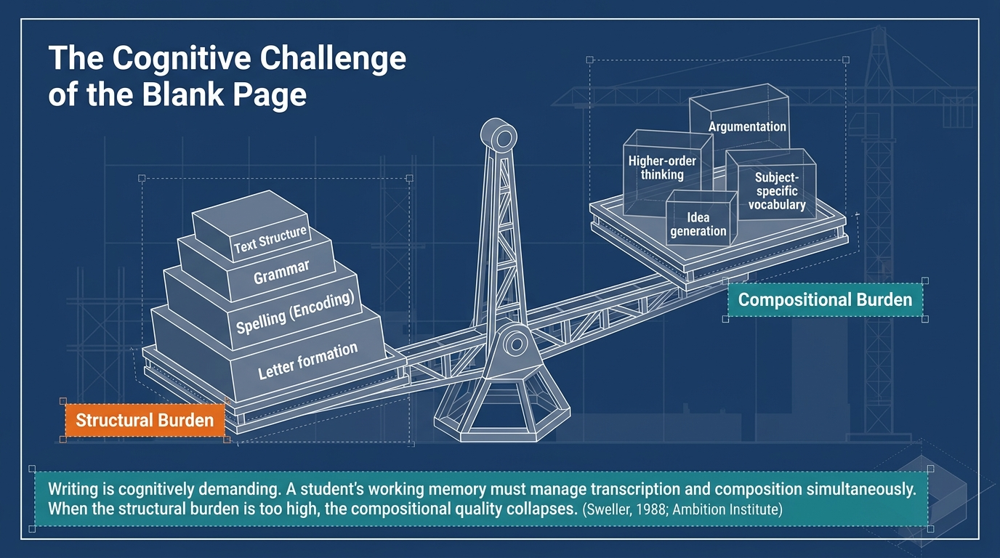 The Cognitive Challenge
of the Blank Page
Text Structure
Grammar
Spelling (Encoding)
Letter formation
Structural Burden
Argumentation
Higher-order
thinking
Subject-
specific
vocabulary
Idea
generation
Compositional Burden
Writing is cognitively demanding. A student's working memory must manage transcription and composition simultaneously.
When the structural burden is too high, the compositional quality collapses. (Sweller, 1988; Ambition Institute)